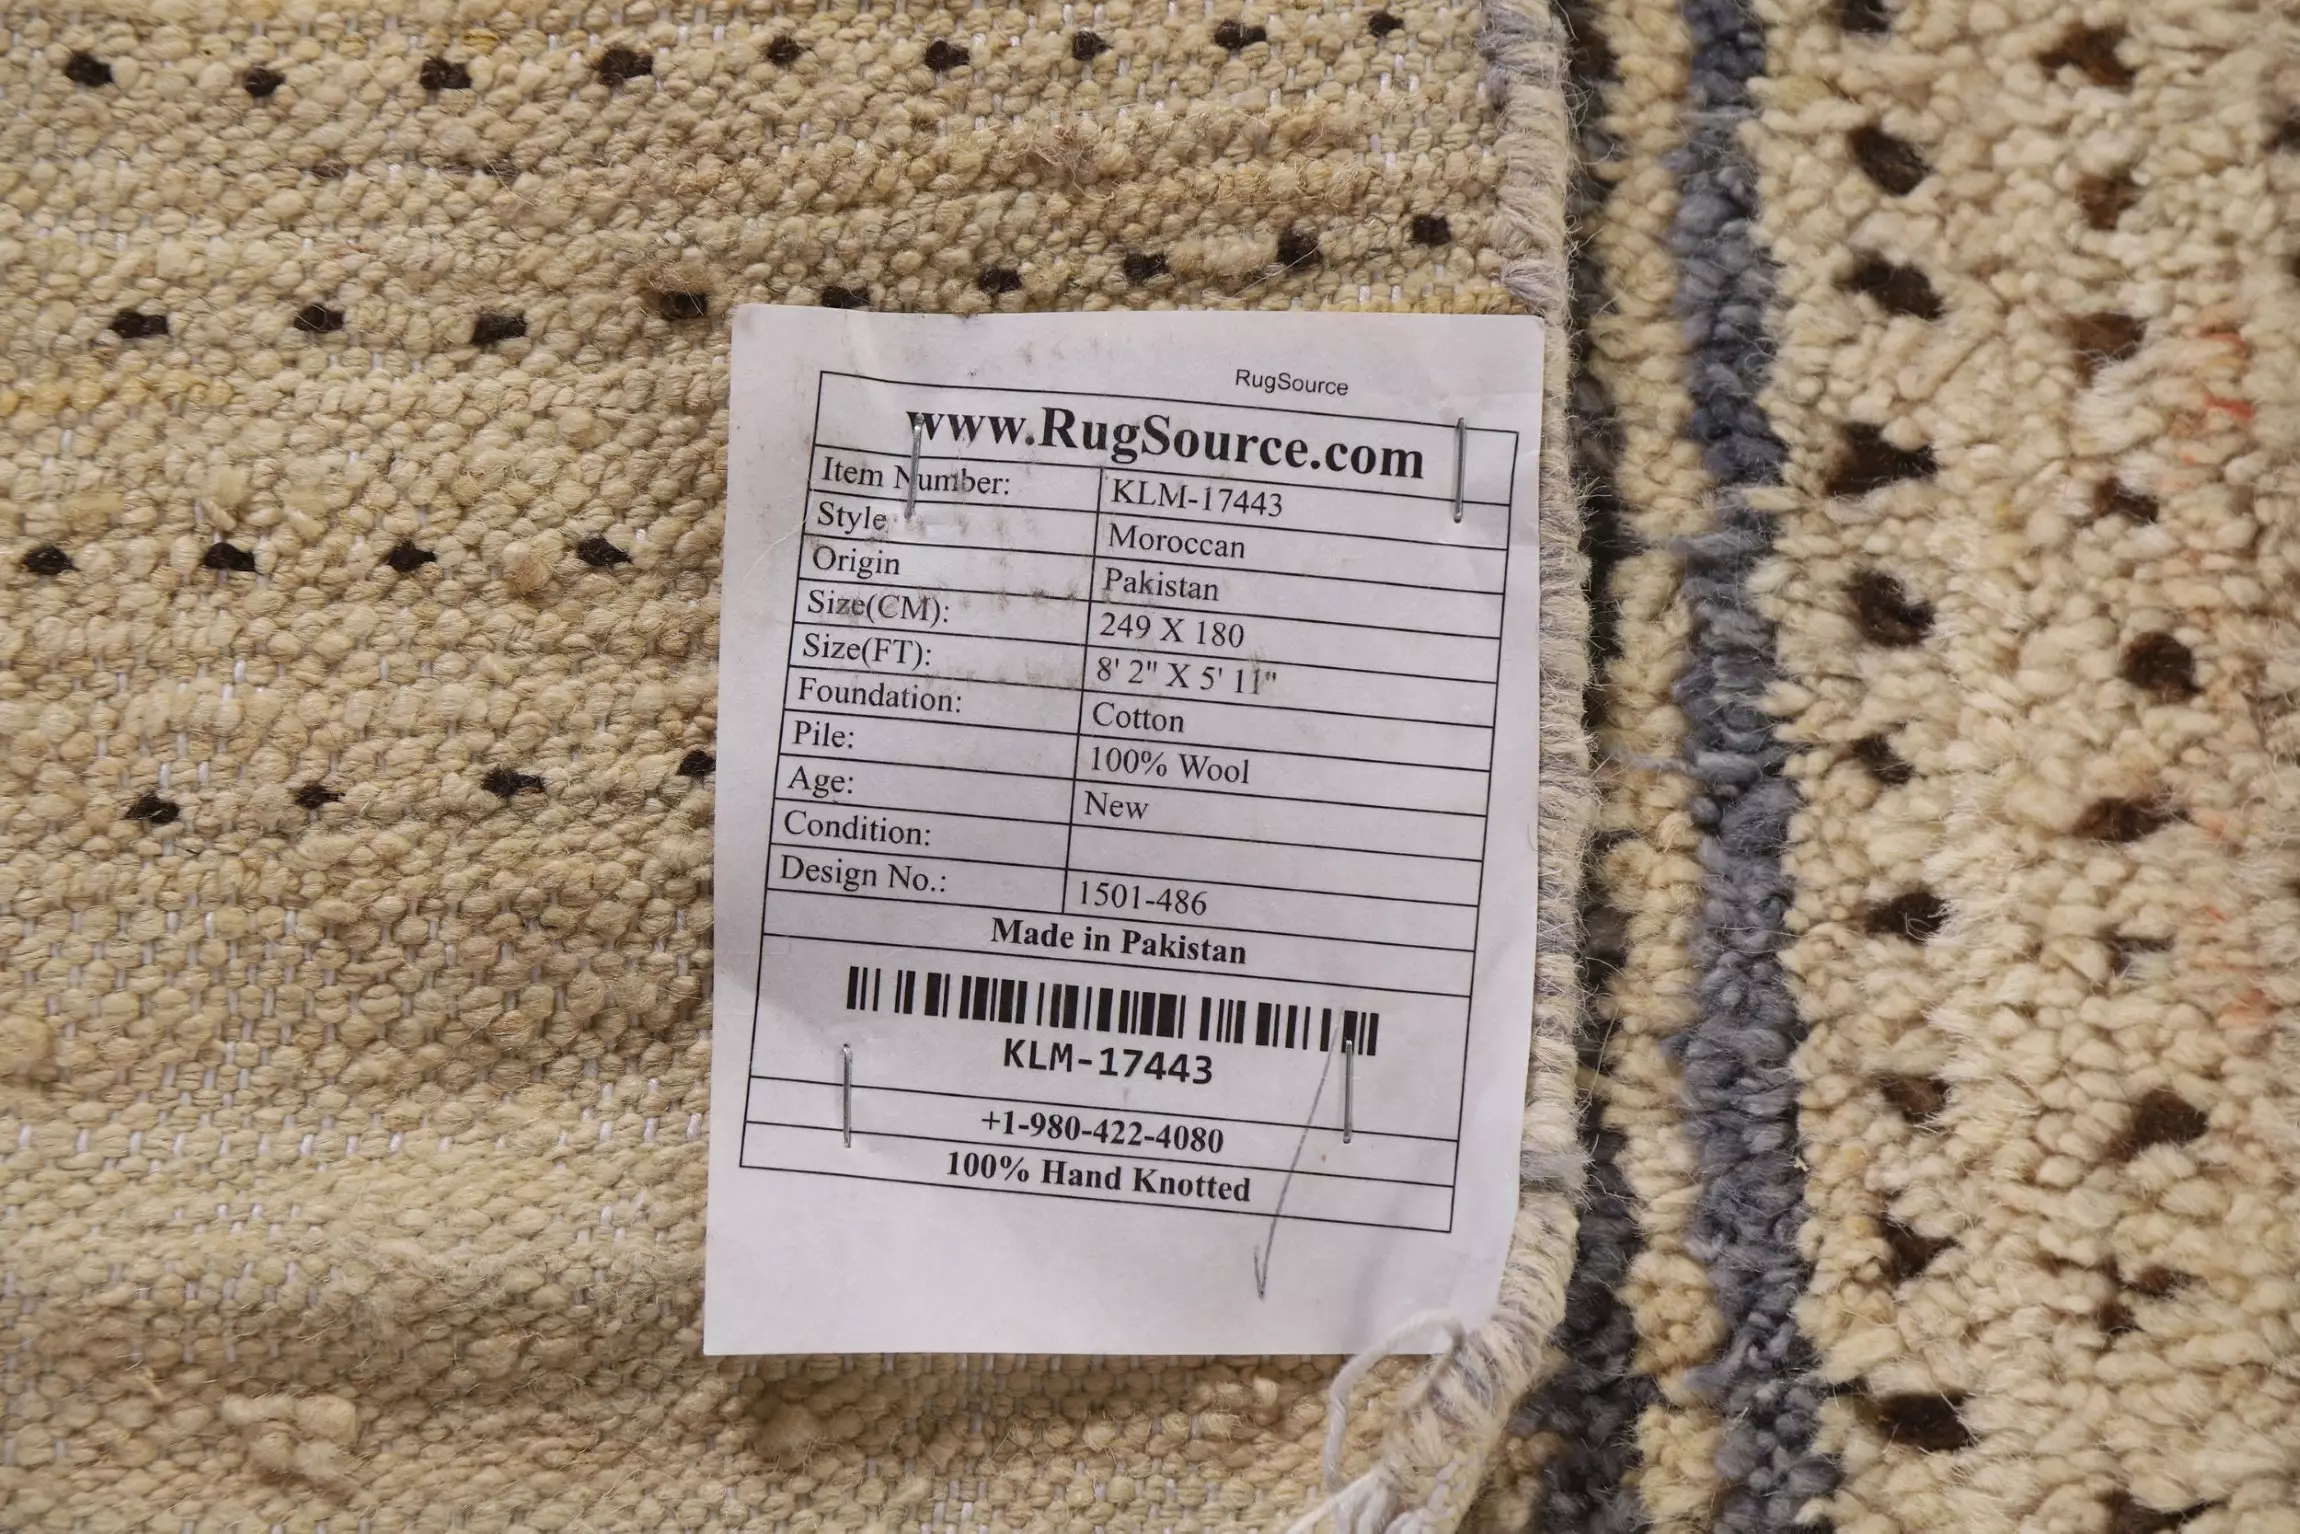 RugSource
www.RugSource.com
Item Number: KLM-17443
Style Moroccan
Origin Pakistan
Size(CM): 249 X 180
Size(FT): 8' 2" X 5' 11"
Foundation: Cotton
Pile: 100% Wool
Age: New
Condition:
Design No.: 1501-486
Made in Pakistan
KLM-17443
+1-980-422-4080
100% Hand Knotted